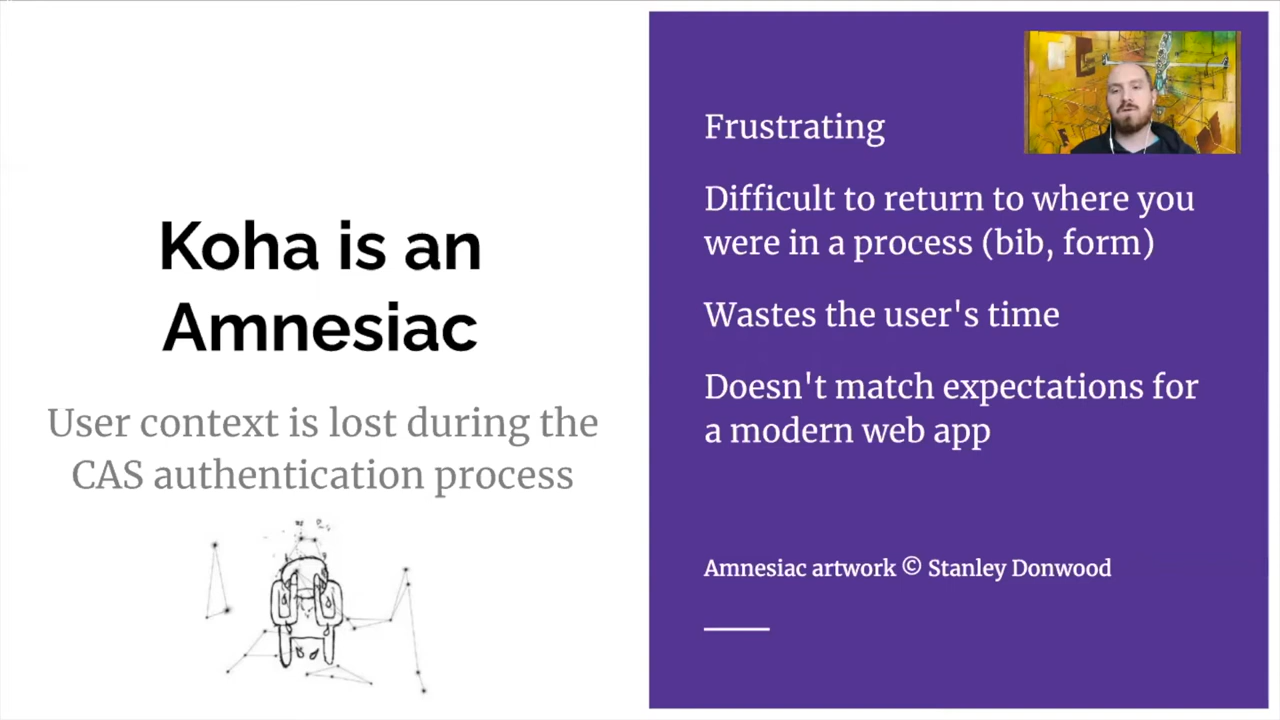 Koha is an
Amnesiac
User context is lost during the
CAS authentication process
Frustrating
Difficult to return to where you
were in a process (bib, form)
Wastes the user's time
Doesn't match expectations for
a modern web app
Amnesiac artwork © Stanley Donwood